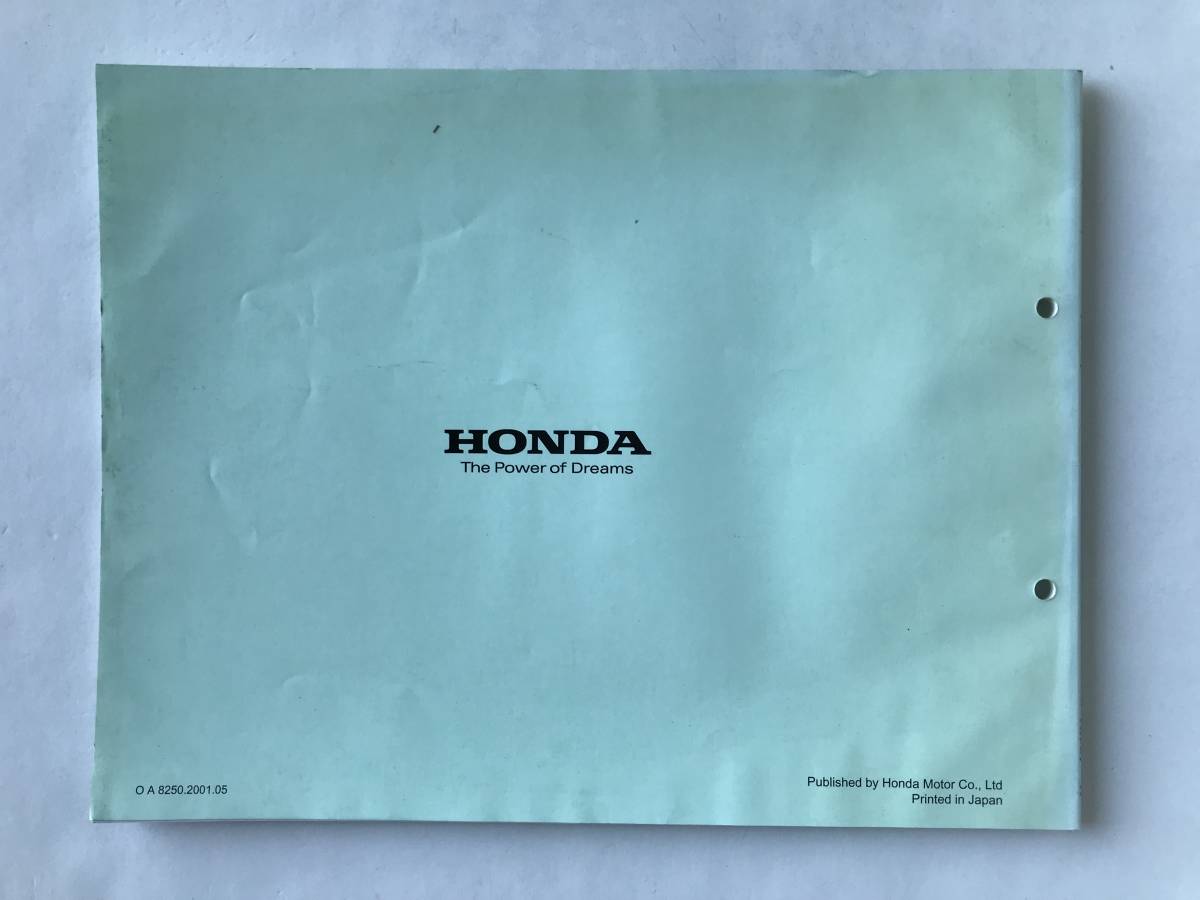 HONDA
The Power of Dreams
O A 8250.2001.05
Published by Honda Motor Co., Ltd
Printed in Japan